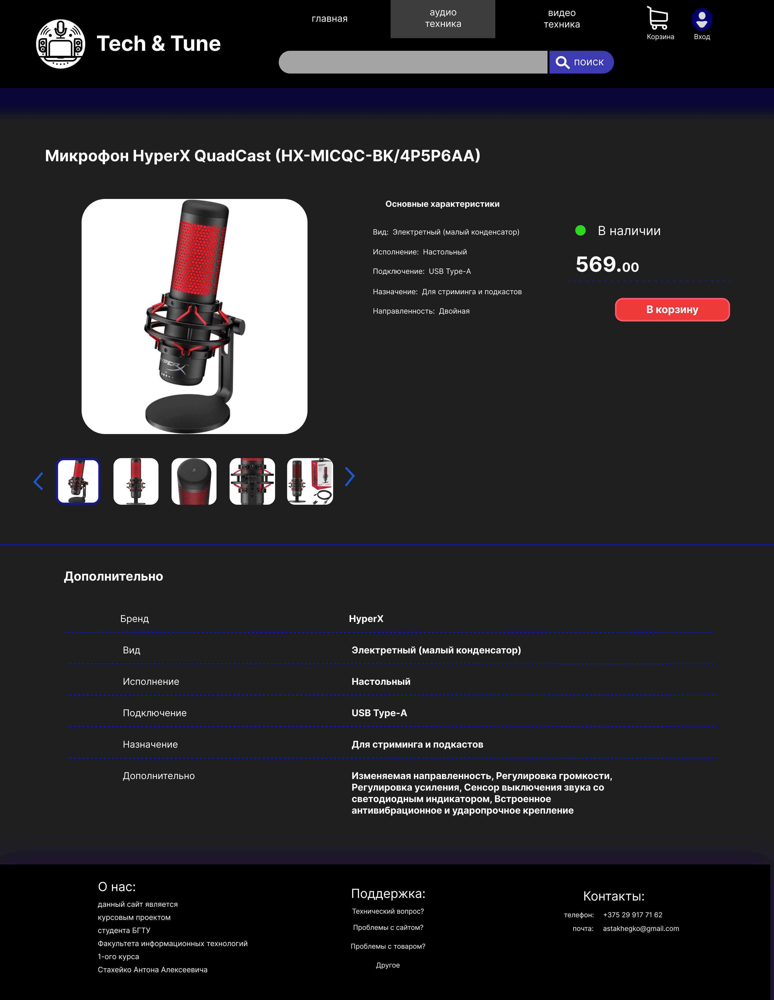 главная
аудио
техника
видео
техника
Корзина
Вход
Tech & Tune
поиск
Микрофон HyperX QuadCast (HX-MICQC-BK/4P5P6AA)
Основные характеристики
Вид: Электретный (малый конденсатор)
Исполнение: Настольный
Подключение: USB Type-A
Назначение: Для стриминга и подкастов
Направленность: Двойная
В наличии
569.00
В корзину
HYPERX
Дополнительно
Бренд HyperX
Вид Электретный (малый конденсатор)
Исполнение Настольный
Подключение USB Type-A
Назначение Для стриминга и подкастов
Дополнительно Изменяемая направленность, Регулировка громкости,
Регулировка усиления, Сенсор выключения звука со
светодиодным индикатором, Встроенное
антивибрационное и ударопрочное крепление
О нас:
данный сайт является
курсовым проектом
студента БГТУ
Факультета информационных технологий
1-ого курса
Стахейко Антона Алексеевича
Поддержка:
Технический вопрос?
Проблемы с сайтом?
Проблемы с товаром?
Другое
Контакты:
телефон: +375 29 917 71 62
почта: astakhegko@gmail.com